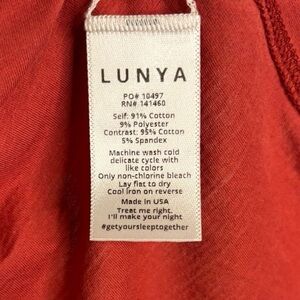 LUNYA
PO# 10497
RN# 141460
Self: 91% Cotton
9% Polyester
Contrast: 95% Cotton
5% Spandex
Machine wash cold
delicate cycle with
like colors
Only non-chlorine bleach
Lay flat to dry
Cool iron on reverse
Made in USA
Treat me right,
I'll make your night
#getyoursleeptogether